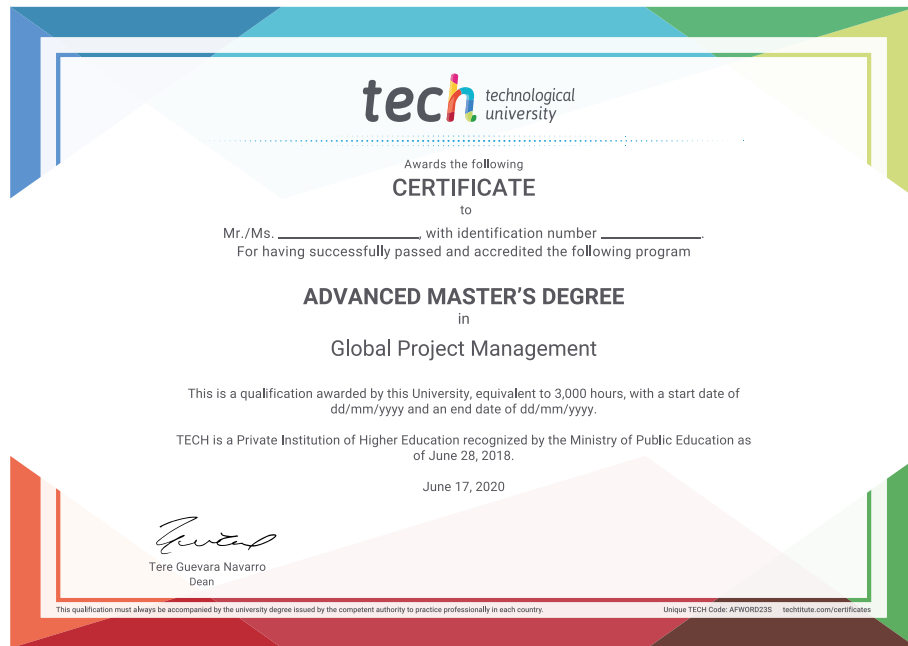 tech technological
university
Awards the following
CERTIFICATE
to
Mr./Ms. ____________________, with identification number ______________.
For having successfully passed and accredited the following program
ADVANCED MASTER'S DEGREE
in
Global Project Management
This is a qualification awarded by this University, equivalent to 3,000 hours, with a start date of
dd/mm/yyyy and an end date of dd/mm/yyyy.
TECH is a Private Institution of Higher Education recognized by the Ministry of Public Education as
of June 28, 2018.
June 17, 2020
Tere Guevara Navarro
Dean
This qualification must always be accompanied by the university degree issued by the competent authority to practice professionally in each country. Unique TECH Code: AFWORD23S techtitute.com/certificates